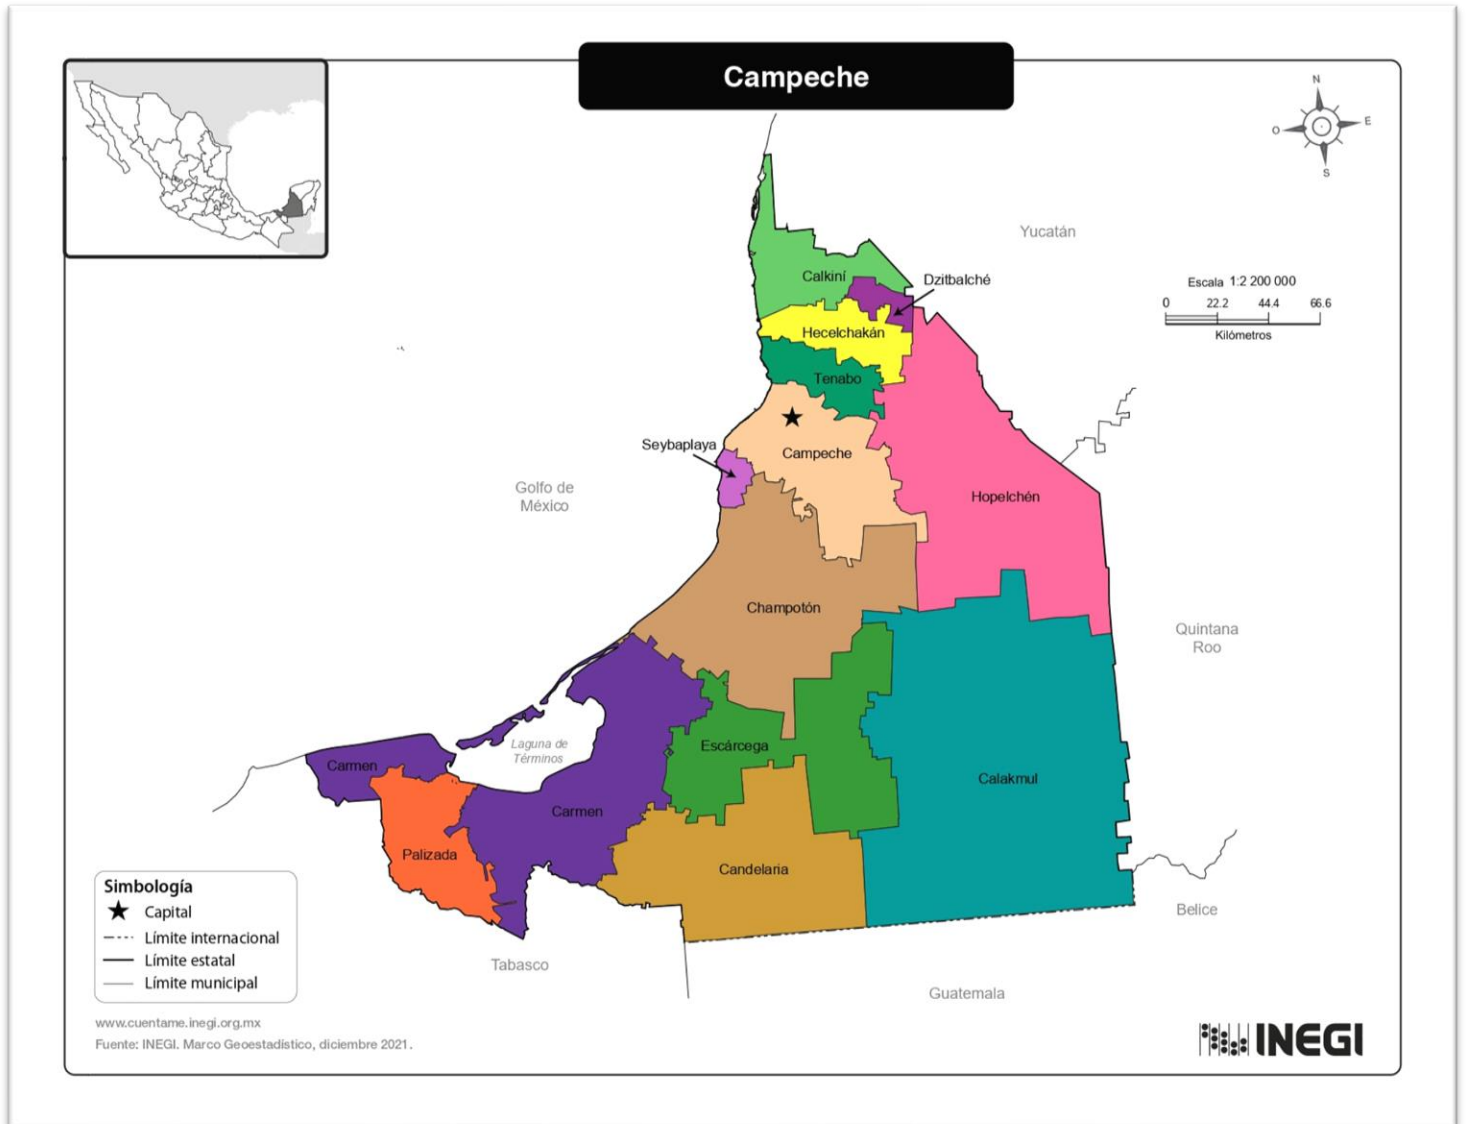 Campeche
N
O
E
S
Yucatán
Escala 1:2 200 000
0 22.2 44.4 66.6
Kilómetros
Calkiní
Dzitbalché
Hecelchakán
Tenabo
Seybaplaya
Campeche
Golfo de
México
Hopelchén
Champotón
Quintana
Roo
Laguna de
Términos
Escárcega
Carmen
Calakmul
Carmen
Palizada
Candelaria
Belice
Tabasco
Guatemala
Simbología
Capital
Límite internacional
Límite estatal
Límite municipal
www.cuentame.inegi.org.mx
Fuente: INEGI. Marco Geoestadístico, diciembre 2021.
INEGI